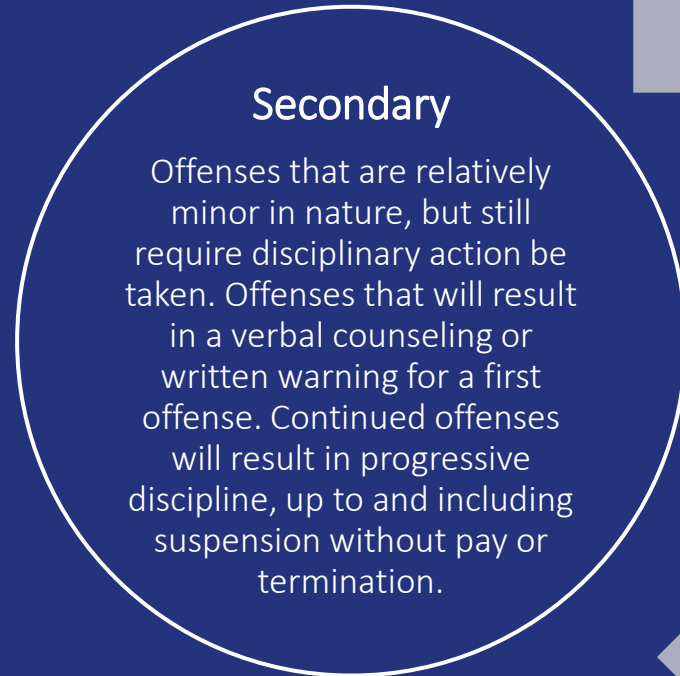 Secondary
Offenses that are relatively
minor in nature, but still
require disciplinary action be
taken. Offenses that will result
in a verbal counseling or
written warning for a first
offense. Continued offenses
will result in progressive
discipline, up to and including
suspension without pay or
termination.